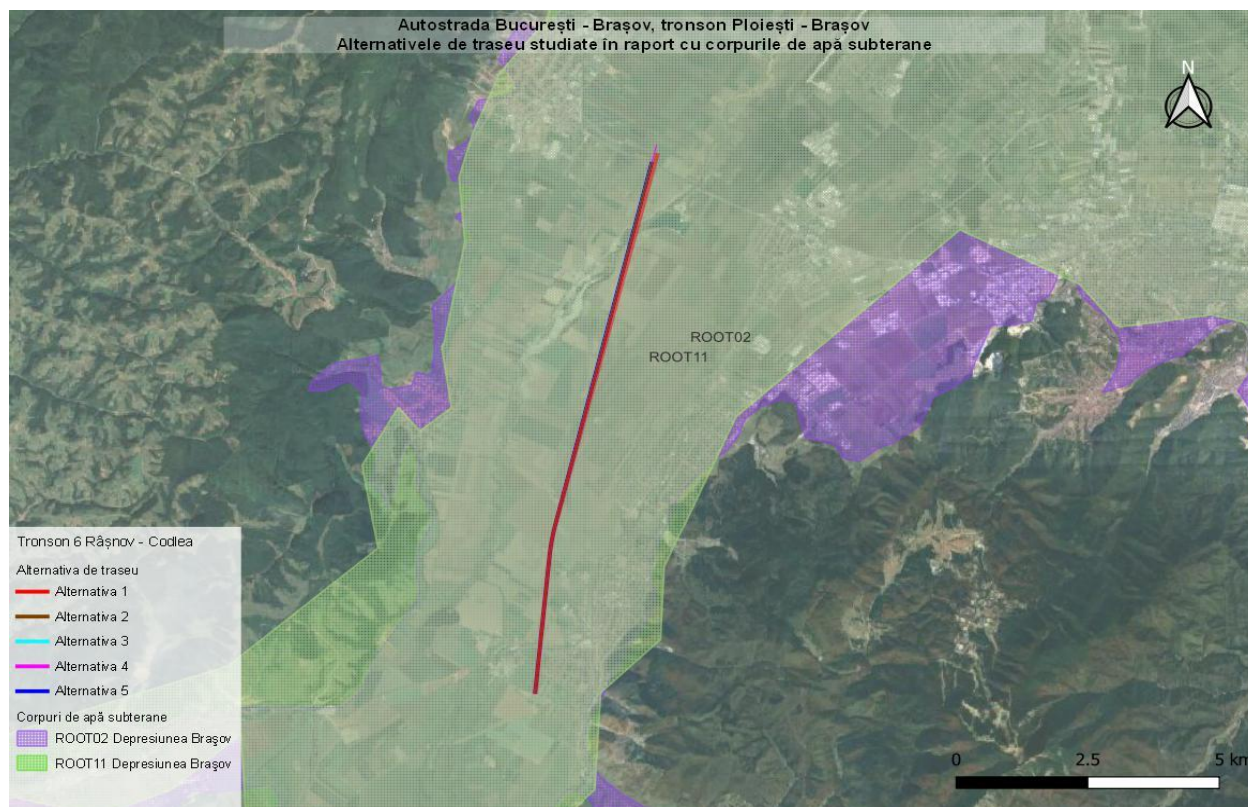 Autostrada București - Brașov, tronson Ploiești - Brașov
Alternativele de traseu studiate în raport cu corpurile de apă subterane
N
ROOT02
ROOT11
Tronson 6 Râșnov - Codlea
Alternativa de traseu
Alternativa 1
Alternativa 2
Alternativa 3
Alternativa 4
Alternativa 5
Corpuri de apă subterane
ROOT02 Depresiunea Braşov
ROOT11 Depresiunea Braşov
0 2.5 5 km